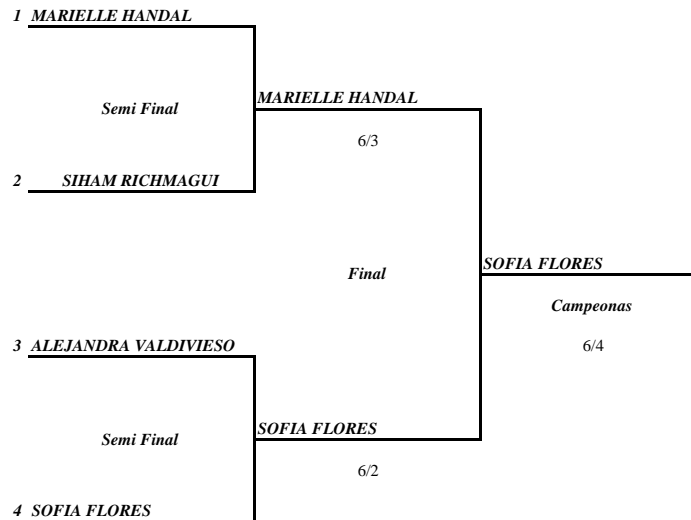 1 MARIELLE HANDAL
Semi Final
MARIELLE HANDAL
6/3
2 SIHAM RICHMAGUI
Final
SOFIA FLORES
Campeonas
6/4
3 ALEJANDRA VALDIVIESO
Semi Final
SOFIA FLORES
6/2
4 SOFIA FLORES